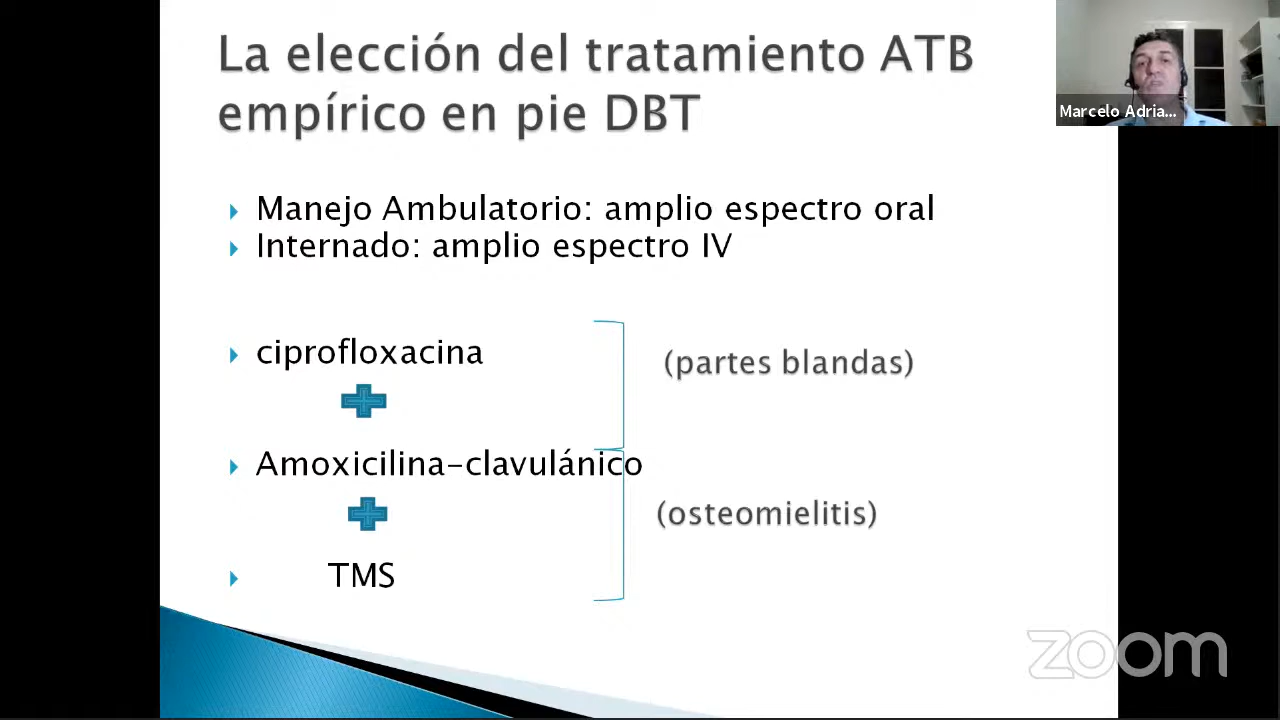 La elección del tratamiento ATB
empírico en pie DBT
Marcelo Adria...
Manejo Ambulatorio: amplio espectro oral
Internado: amplio espectro IV
ciprofloxacina
(partes blandas)
Amoxicilina-clavulánico
(osteomielitis)
TMS
zoom